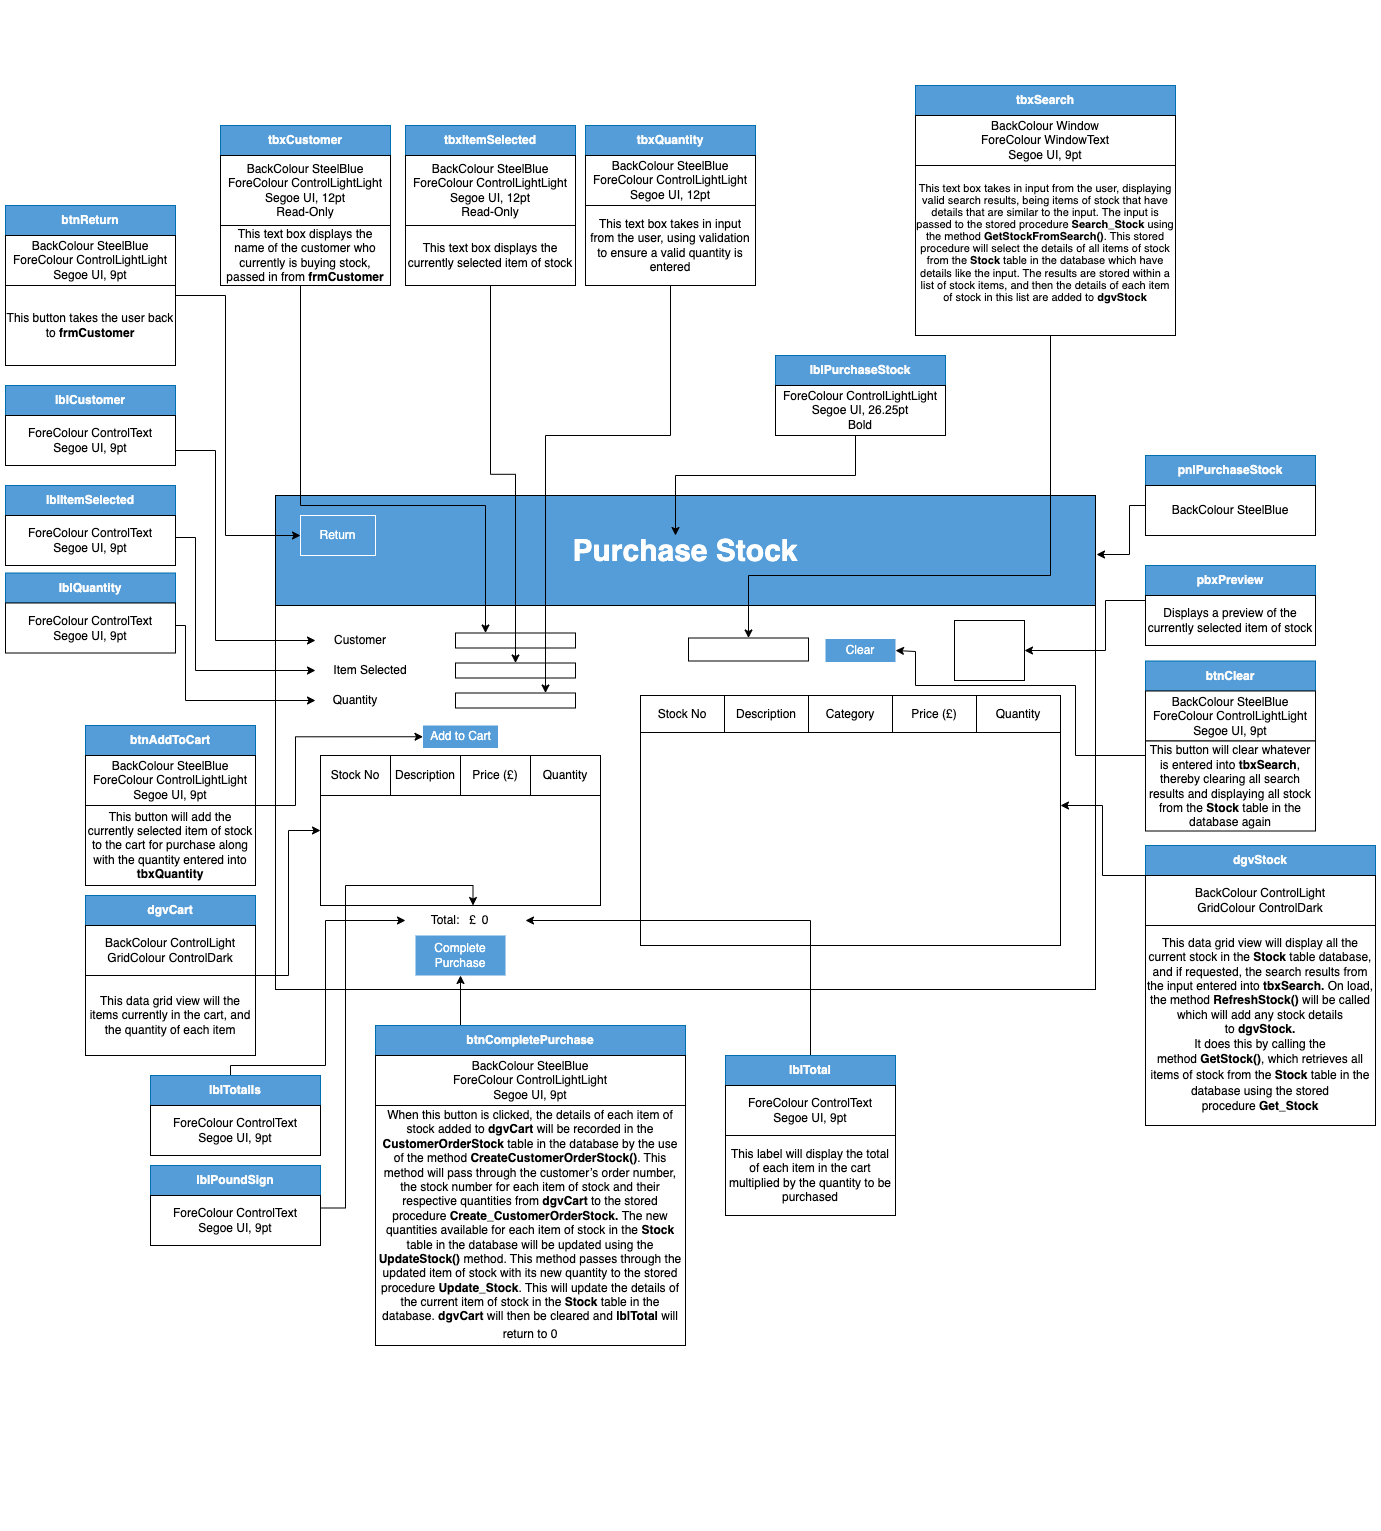 tbxSearch
BackColour Window
ForeColour WindowText
Segoe UI, 9pt
This text box takes in input from the user, displaying
valid search results, being items of stock that have
details that are similar to the input. The input is
passed to the stored procedure Search_Stock using
the method GetStockFromSearch(). This stored
procedure will select the details of all items of stock
from the Stock table in the database which have
details like the input. The results are stored within a
list of stock items, and then the details of each item
of stock in this list are added to dgvStock
tbxCustomer
BackColour SteelBlue
ForeColour ControlLightLight
Segoe UI, 12pt
Read-Only
This text box displays the
name of the customer who
currently is buying stock,
passed in from frmCustomer
tbxItemSelected
BackColour SteelBlue
ForeColour ControlLightLight
Segoe UI, 12pt
Read-Only
This text box displays the
currently selected item of stock
tbxQuantity
BackColour SteelBlue
ForeColour ControlLightLight
Segoe UI, 12pt
This text box takes in input
from the user, using validation
to ensure a valid quantity is
entered
btnReturn
BackColour SteelBlue
ForeColour ControlLightLight
Segoe UI, 9pt
This button takes the user back
to frmCustomer
lblPurchaseStock
ForeColour ControlLightLight
Segoe UI, 26.25pt
Bold
lblCustomer
ForeColour ControlText
Segoe UI, 9pt
lblItemSelected
ForeColour ControlText
Segoe UI, 9pt
lblQuantity
ForeColour ControlText
Segoe UI, 9pt
pnlPurchaseStock
BackColour SteelBlue
Return
Purchase Stock
pbxPreview
Displays a preview of the
currently selected item of stock
Customer
Item Selected
Quantity
Clear
btnClear
BackColour SteelBlue
ForeColour ControlLightLight
Segoe UI, 9pt
This button will clear whatever
is entered into tbxSearch,
thereby clearing all search
results and displaying all stock
from the Stock table in the
database again
Stock No Description Category Price (£) Quantity
Add to Cart
Stock No Description Price (£) Quantity
btnAddToCart
BackColour SteelBlue
ForeColour ControlLightLight
Segoe UI, 9pt
This button will add the
currently selected item of stock
to the cart for purchase along
with the quantity entered into
tbxQuantity
dgvStock
BackColour ControlLight
GridColour ControlDark
This data grid view will display all the
current stock in the Stock table database,
and if requested, the search results from
the input entered into tbxSearch. On load,
the method RefreshStock() will be called
which will add any stock details
to dgvStock.
It does this by calling the
method GetStock(), which retrieves all
items of stock from the Stock table in the
database using the stored
procedure Get_Stock
dgvCart
BackColour ControlLight
GridColour ControlDark
This data grid view will the
items currently in the cart, and
the quantity of each item
Total: £ 0
Complete
Purchase
btnCompletePurchase
BackColour SteelBlue
ForeColour ControlLightLight
Segoe UI, 9pt
When this button is clicked, the details of each item of
stock added to dgvCart will be recorded in the
CustomerOrderStock table in the database by the use
of the method CreateCustomerOrderStock(). This
method will pass through the customer's order number,
the stock number for each item of stock and their
respective quantities from dgvCart to the stored
procedure Create_CustomerOrderStock. The new
quantities available for each item of stock in the Stock
table in the database will be updated using the
UpdateStock() method. This method passes through the
updated item of stock with its new quantity to the stored
procedure Update_Stock. This will update the details of
the current item of stock in the Stock table in the
database. dgvCart will then be cleared and lblTotal will
return to 0
lblTotal
ForeColour ControlText
Segoe UI, 9pt
This label will display the total
of each item in the cart
multiplied by the quantity to be
purchased
lblTotalIs
ForeColour ControlText
Segoe UI, 9pt
lblPoundSign
ForeColour ControlText
Segoe UI, 9pt